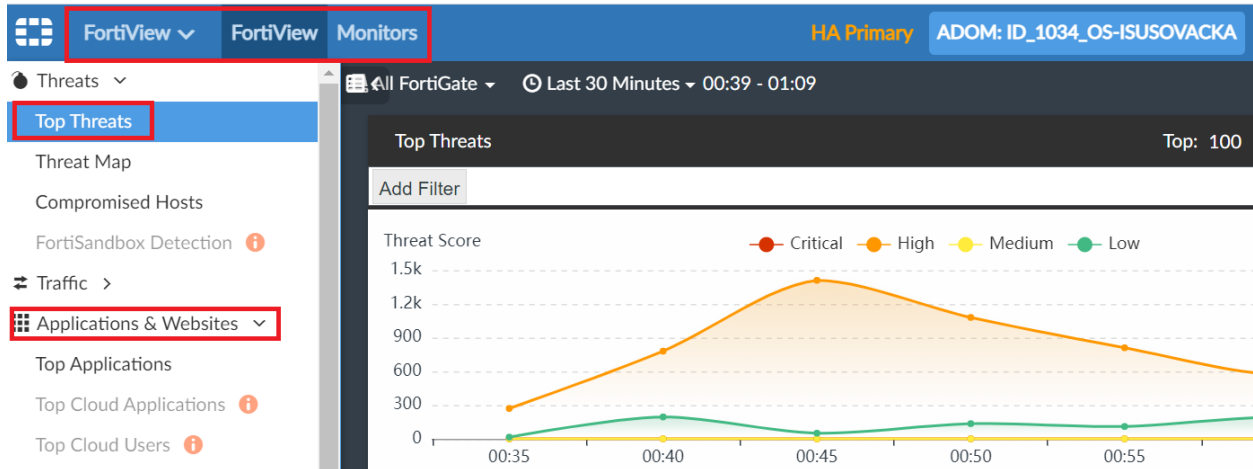 FortiView FortiView Monitors HA Primary ADOM: ID_1034_OS-ISUSOVACKA
Threats
Top Threats
Threat Map
Compromised Hosts
FortiSandbox Detection
Traffic
Applications & Websites
Top Applications
Top Cloud Applications
Top Cloud Users
All FortiGate Last 30 Minutes 00:39 - 01:09
Top Threats Top: 100
Add Filter
Threat Score Critical High Medium Low
1.5k
1.2k
900
600
300
0
00:35 00:40 00:45 00:50 00:55